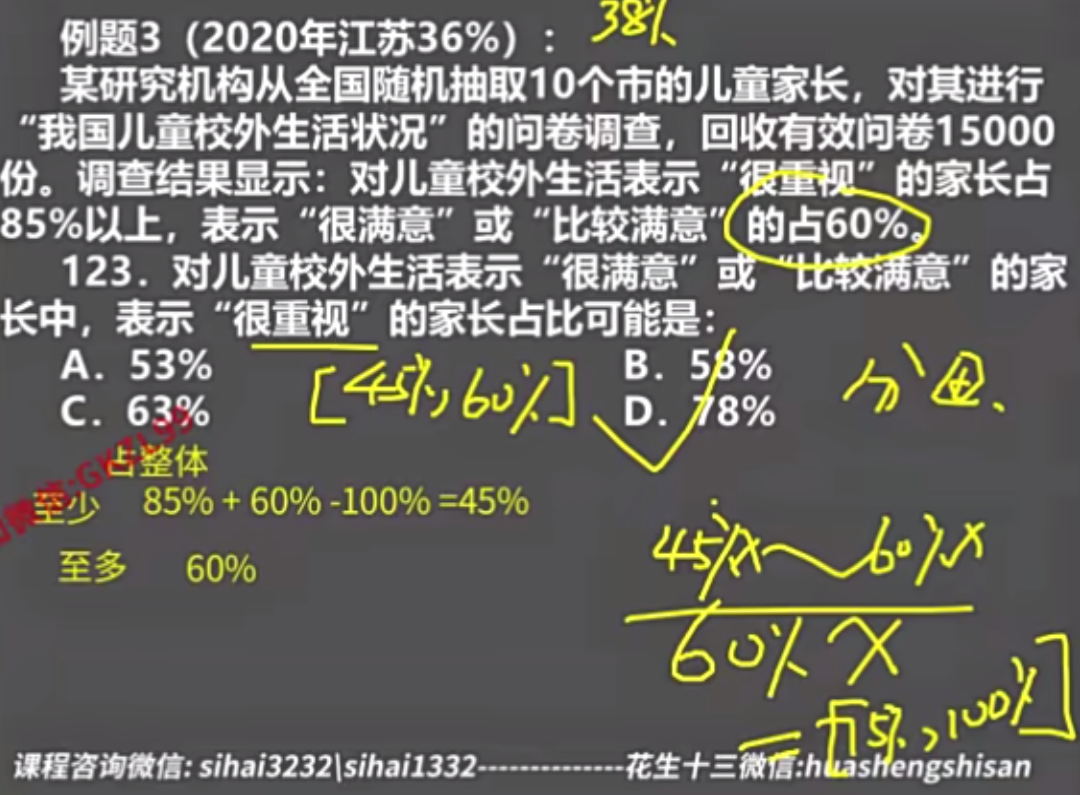 例题3（2020年江苏36%）： 38%
某研究机构从全国随机抽取10个市的儿童家长，对其进行
“我国儿童校外生活状况”的问卷调查，回收有效问卷15000
份。调查结果显示：对儿童校外生活表示“很重视”的家长占
85%以上，表示“很满意”或“比较满意”的占60%。
123．对儿童校外生活表示“很满意”或“比较满意”的家
长中，表示“很重视”的家长占比可能是：
A．53% B．58%
C．63% D．78%
[45%, 60%]
分母、
占整体
至少 85% + 60% -100% =45%
至多 60%
45%x～60%x
60%x
=[75%,100%]
课程咨询微信: sihai3232\sihai1332--------------花生十三微信:huashengshisan